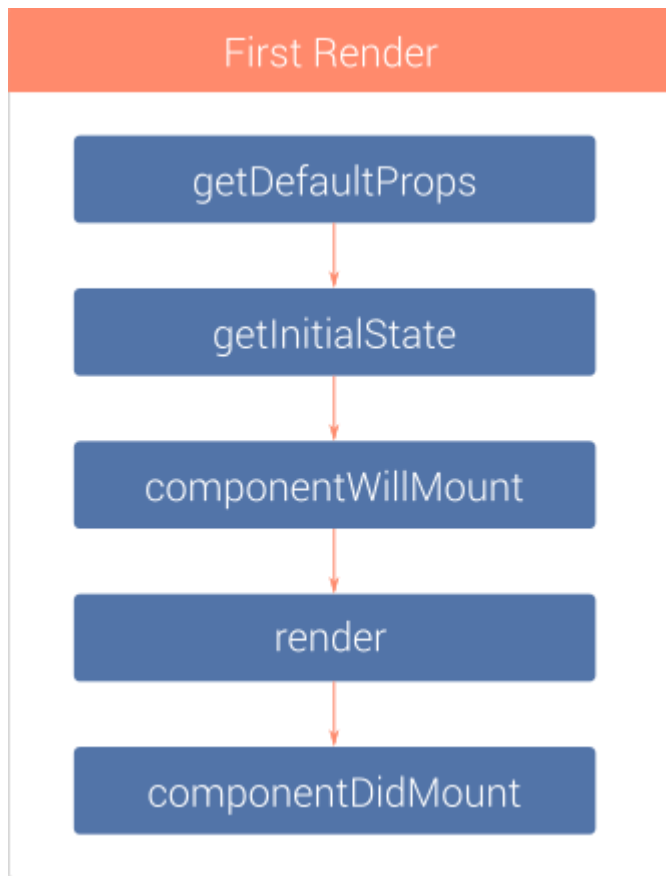 First Render
getDefaultProps
getInitialState
componentWillMount
render
componentDidMount